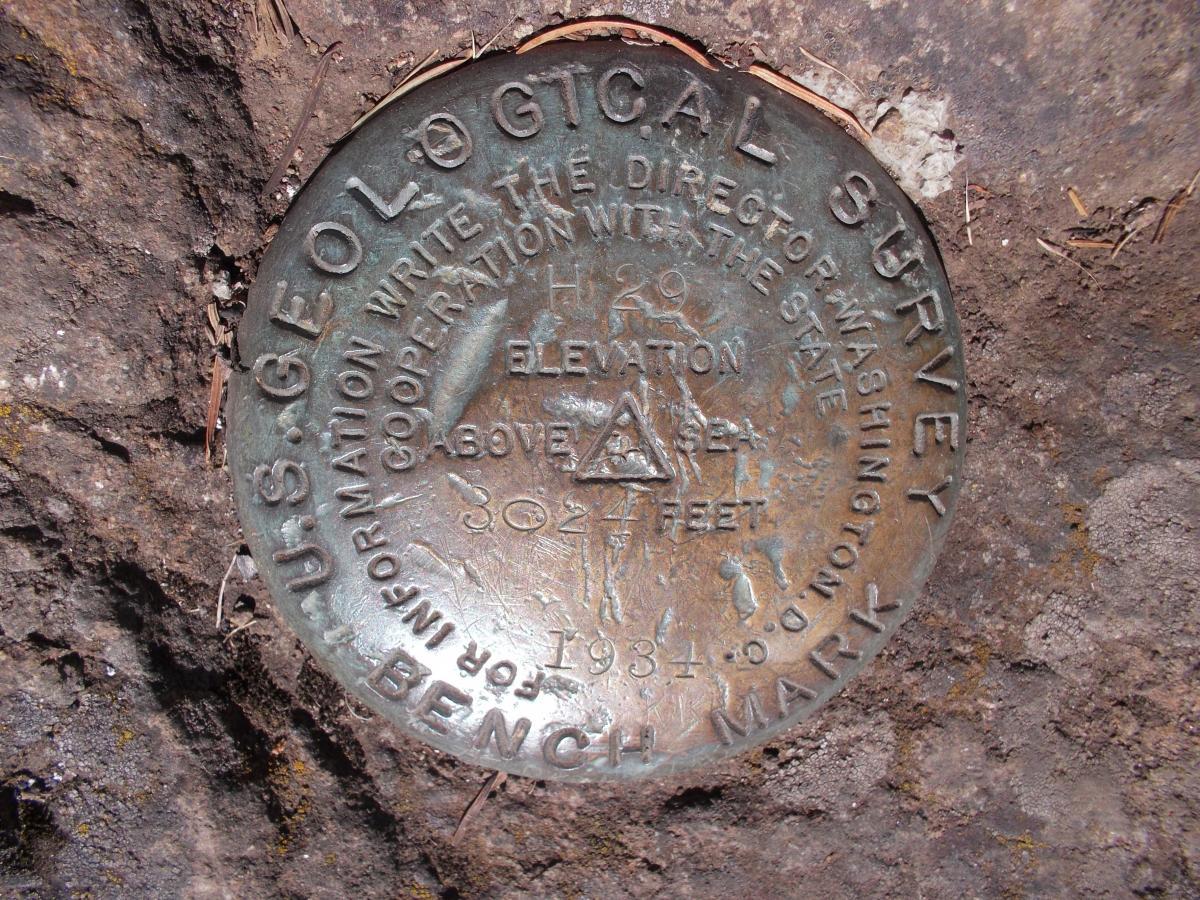 U.S. GEOLOGICAL SURVEY
BENCH MARK
FOR INFORMATION WRITE THE DIRECTOR, WASHINGTON, D.C.
COOPERATION WITH THE STATE
H 29
ELEVATION
ABOVE SEA
3024 FEET
1934